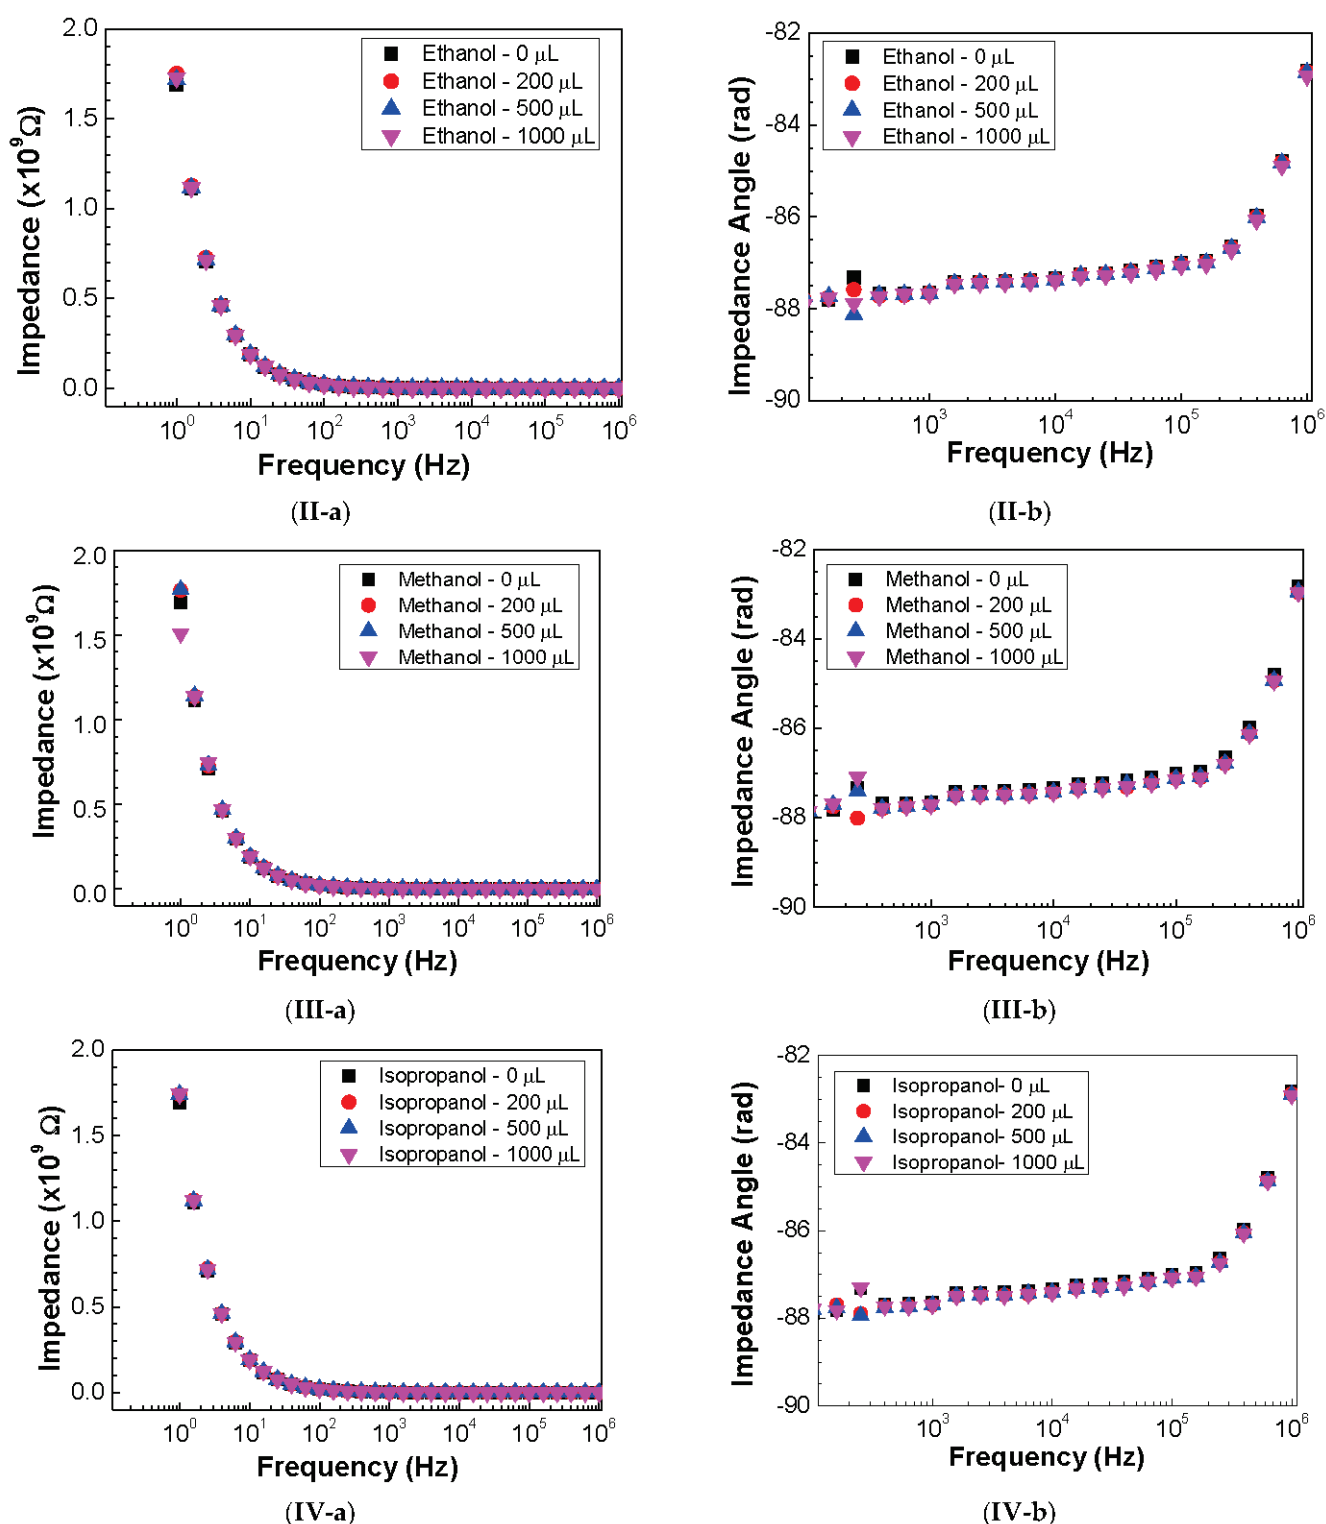 2.0
1.5
1.0
0.5
0.0
Impedance (x10⁹Ω)
Ethanol - 0 μL
Ethanol - 200 μL
Ethanol - 500 μL
Ethanol - 1000 μL
10⁰ 10¹ 10² 10³ 10⁴ 10⁵ 10⁶
Frequency (Hz)
(II-a)
-82
-84
-86
-88
-90
Impedance Angle (rad)
Ethanol - 0 μL
Ethanol - 200 μL
Ethanol - 500 μL
Ethanol - 1000 μL
10³ 10⁴ 10⁵ 10⁶
Frequency (Hz)
(II-b)
2.0
1.5
1.0
0.5
0.0
Impedance (x10⁹Ω)
Methanol - 0 μL
Methanol - 200 μL
Methanol - 500 μL
Methanol - 1000 μL
10⁰ 10¹ 10² 10³ 10⁴ 10⁵ 10⁶
Frequency (Hz)
(III-a)
-82
-84
-86
-88
-90
Impedance Angle (rad)
Methanol - 0 μL
Methanol - 200 μL
Methanol - 500 μL
Methanol - 1000 μL
10³ 10⁴ 10⁵ 10⁶
Frequency (Hz)
(III-b)
2.0
1.5
1.0
0.5
0.0
Impedance (x10⁹ Ω)
Isopropanol - 0 μL
Isopropanol - 200 μL
Isopropanol - 500 μL
Isopropanol - 1000 μL
10⁰ 10¹ 10² 10³ 10⁴ 10⁵ 10⁶
Frequency (Hz)
(IV-a)
-82
-84
-86
-88
-90
Impedance Angle (rad)
Isopropanol- 0 μL
Isopropanol- 200 μL
Isopropanol- 500 μL
Isopropanol- 1000 μL
10³ 10⁴ 10⁵ 10⁶
Frequency (Hz)
(IV-b)